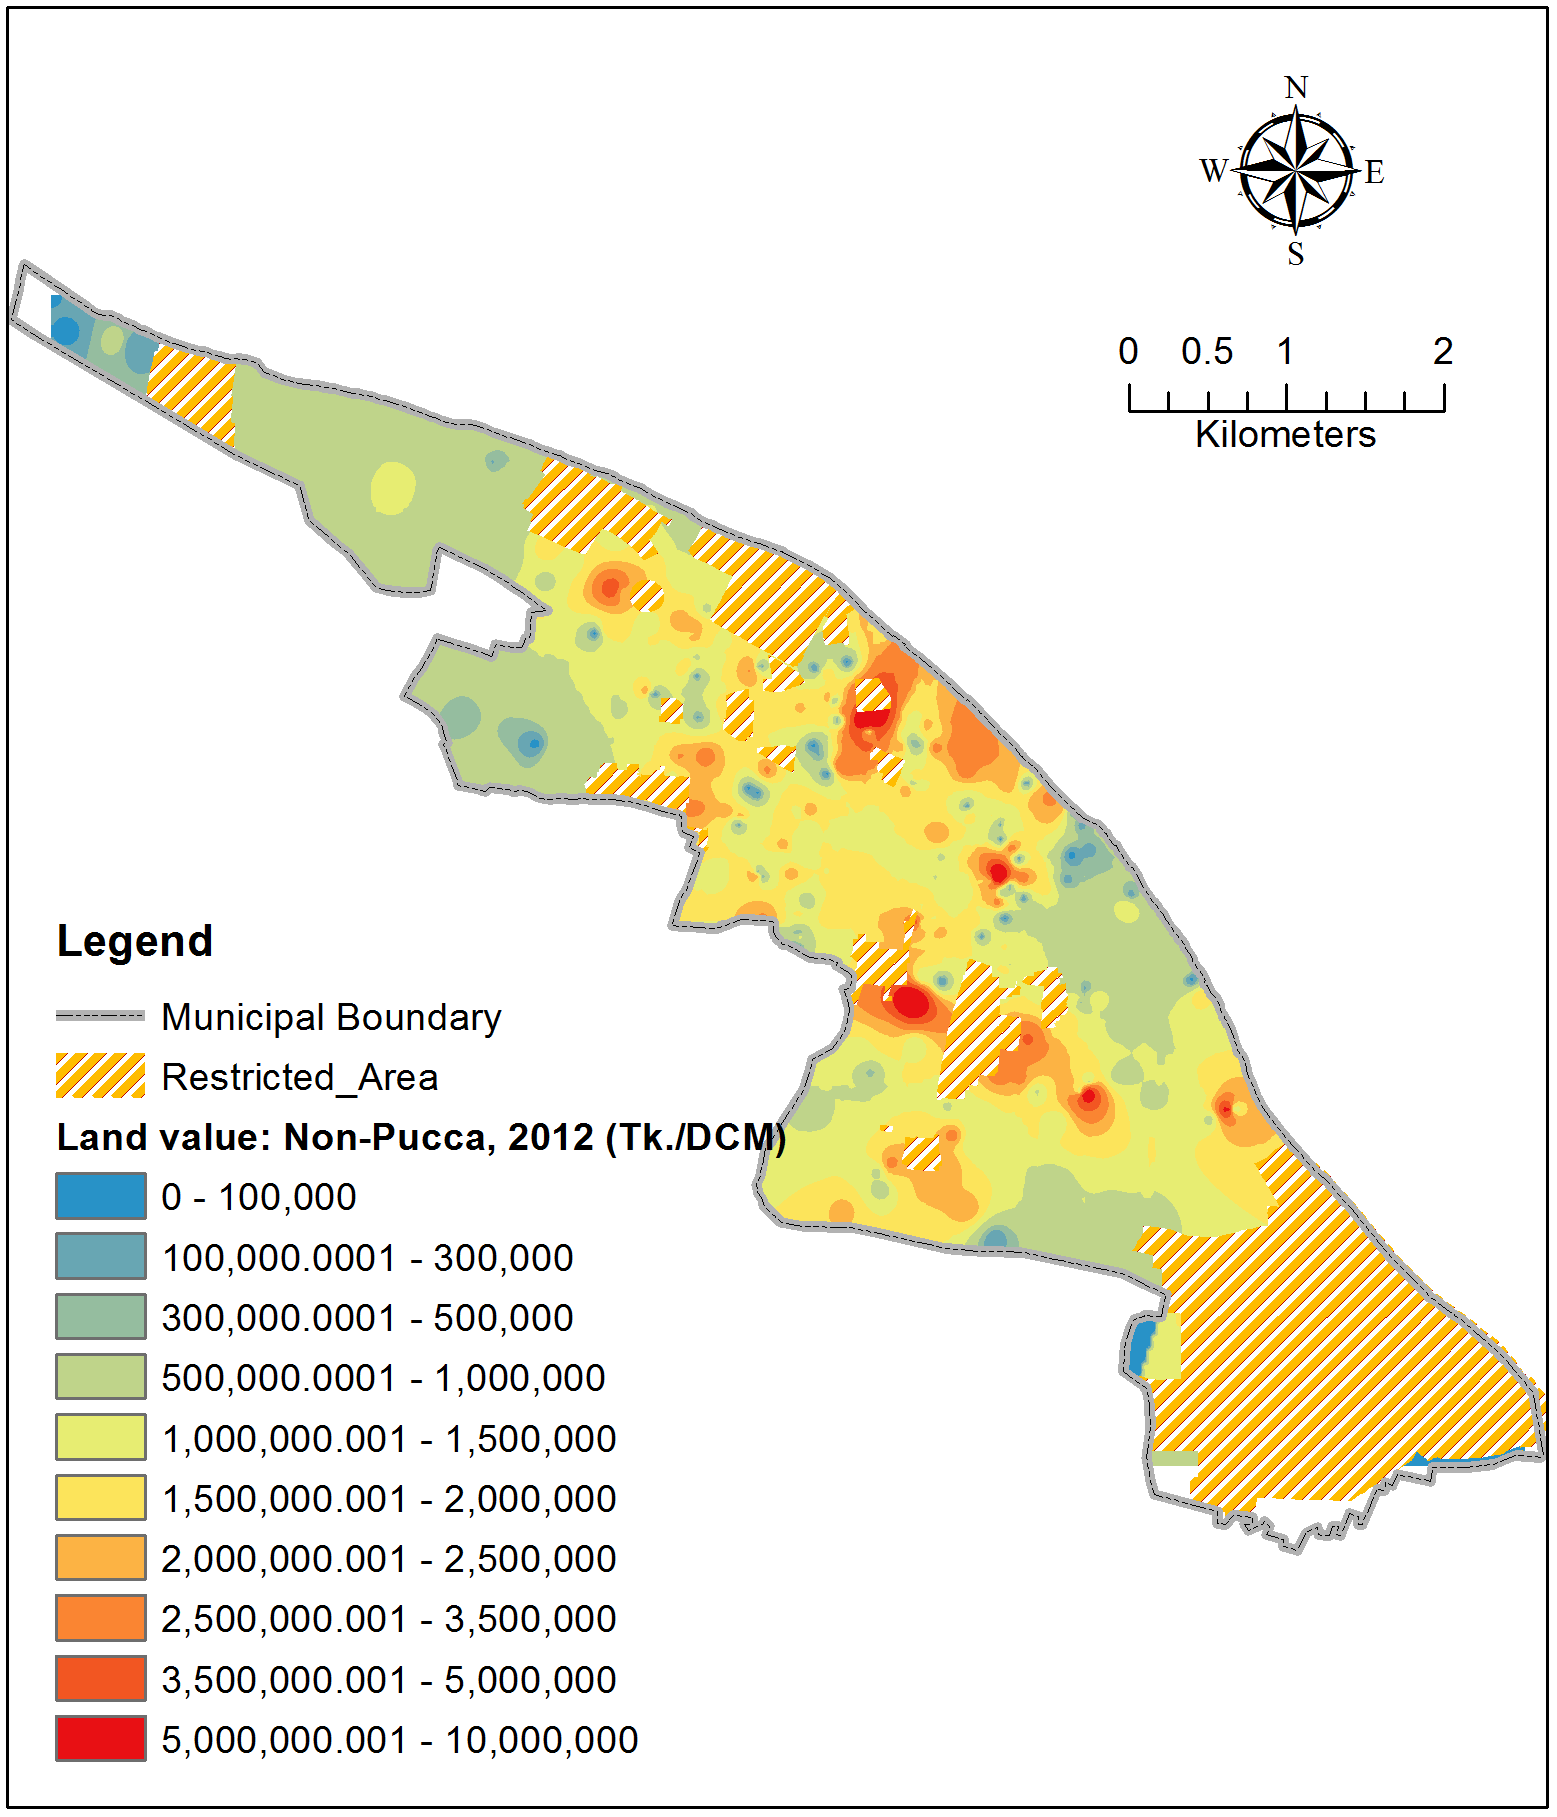 N
W E
S
0 0.5 1 2
Kilometers
Legend
Municipal Boundary
Restricted_Area
Land value: Non-Pucca, 2012 (Tk./DCM)
0 - 100,000
100,000.0001 - 300,000
300,000.0001 - 500,000
500,000.0001 - 1,000,000
1,000,000.001 - 1,500,000
1,500,000.001 - 2,000,000
2,000,000.001 - 2,500,000
2,500,000.001 - 3,500,000
3,500,000.001 - 5,000,000
5,000,000.001 - 10,000,000